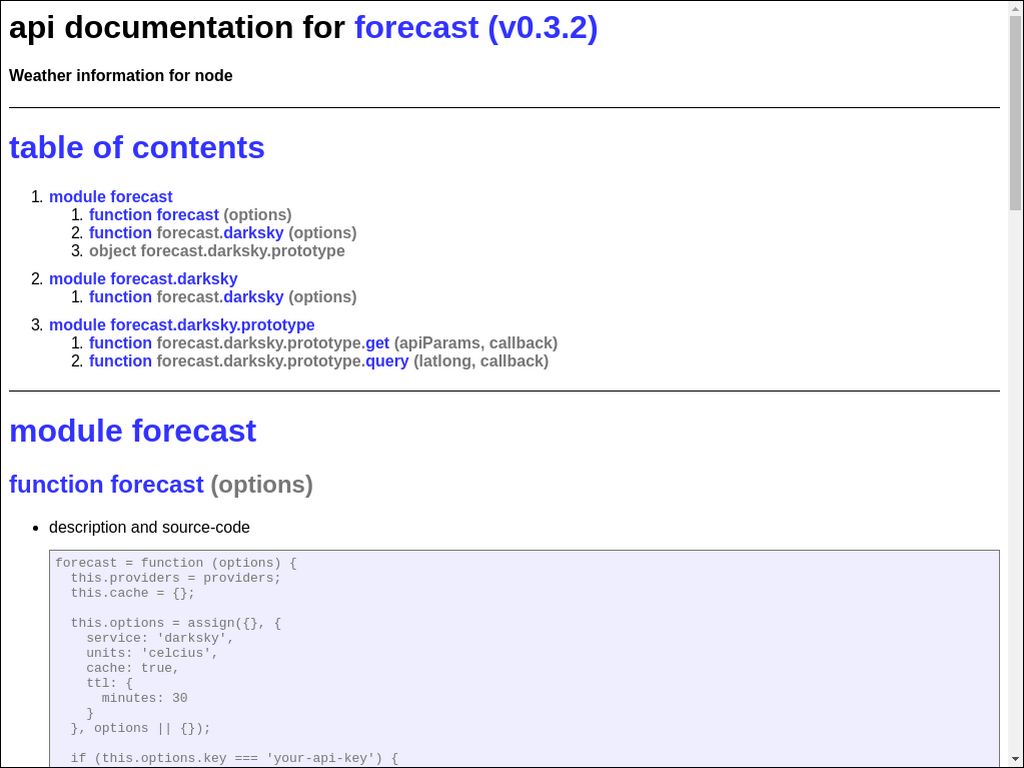 api documentation for forecast (v0.3.2)
Weather information for node
table of contents
1. module forecast
1. function forecast (options)
2. function forecast.darksky (options)
3. object forecast.darksky.prototype
2. module forecast.darksky
1. function forecast.darksky (options)
3. module forecast.darksky.prototype
1. function forecast.darksky.prototype.get (apiParams, callback)
2. function forecast.darksky.prototype.query (latlong, callback)
module forecast
function forecast (options)
• description and source-code
forecast = function (options) {
  this.providers = providers;
  this.cache = {};

  this.options = assign({}, {
    service: 'darksky',
    units: 'celcius',
    cache: true,
    ttl: {
      minutes: 30
    }
  }, options || {});

  if (this.options.key === 'your-api-key') {